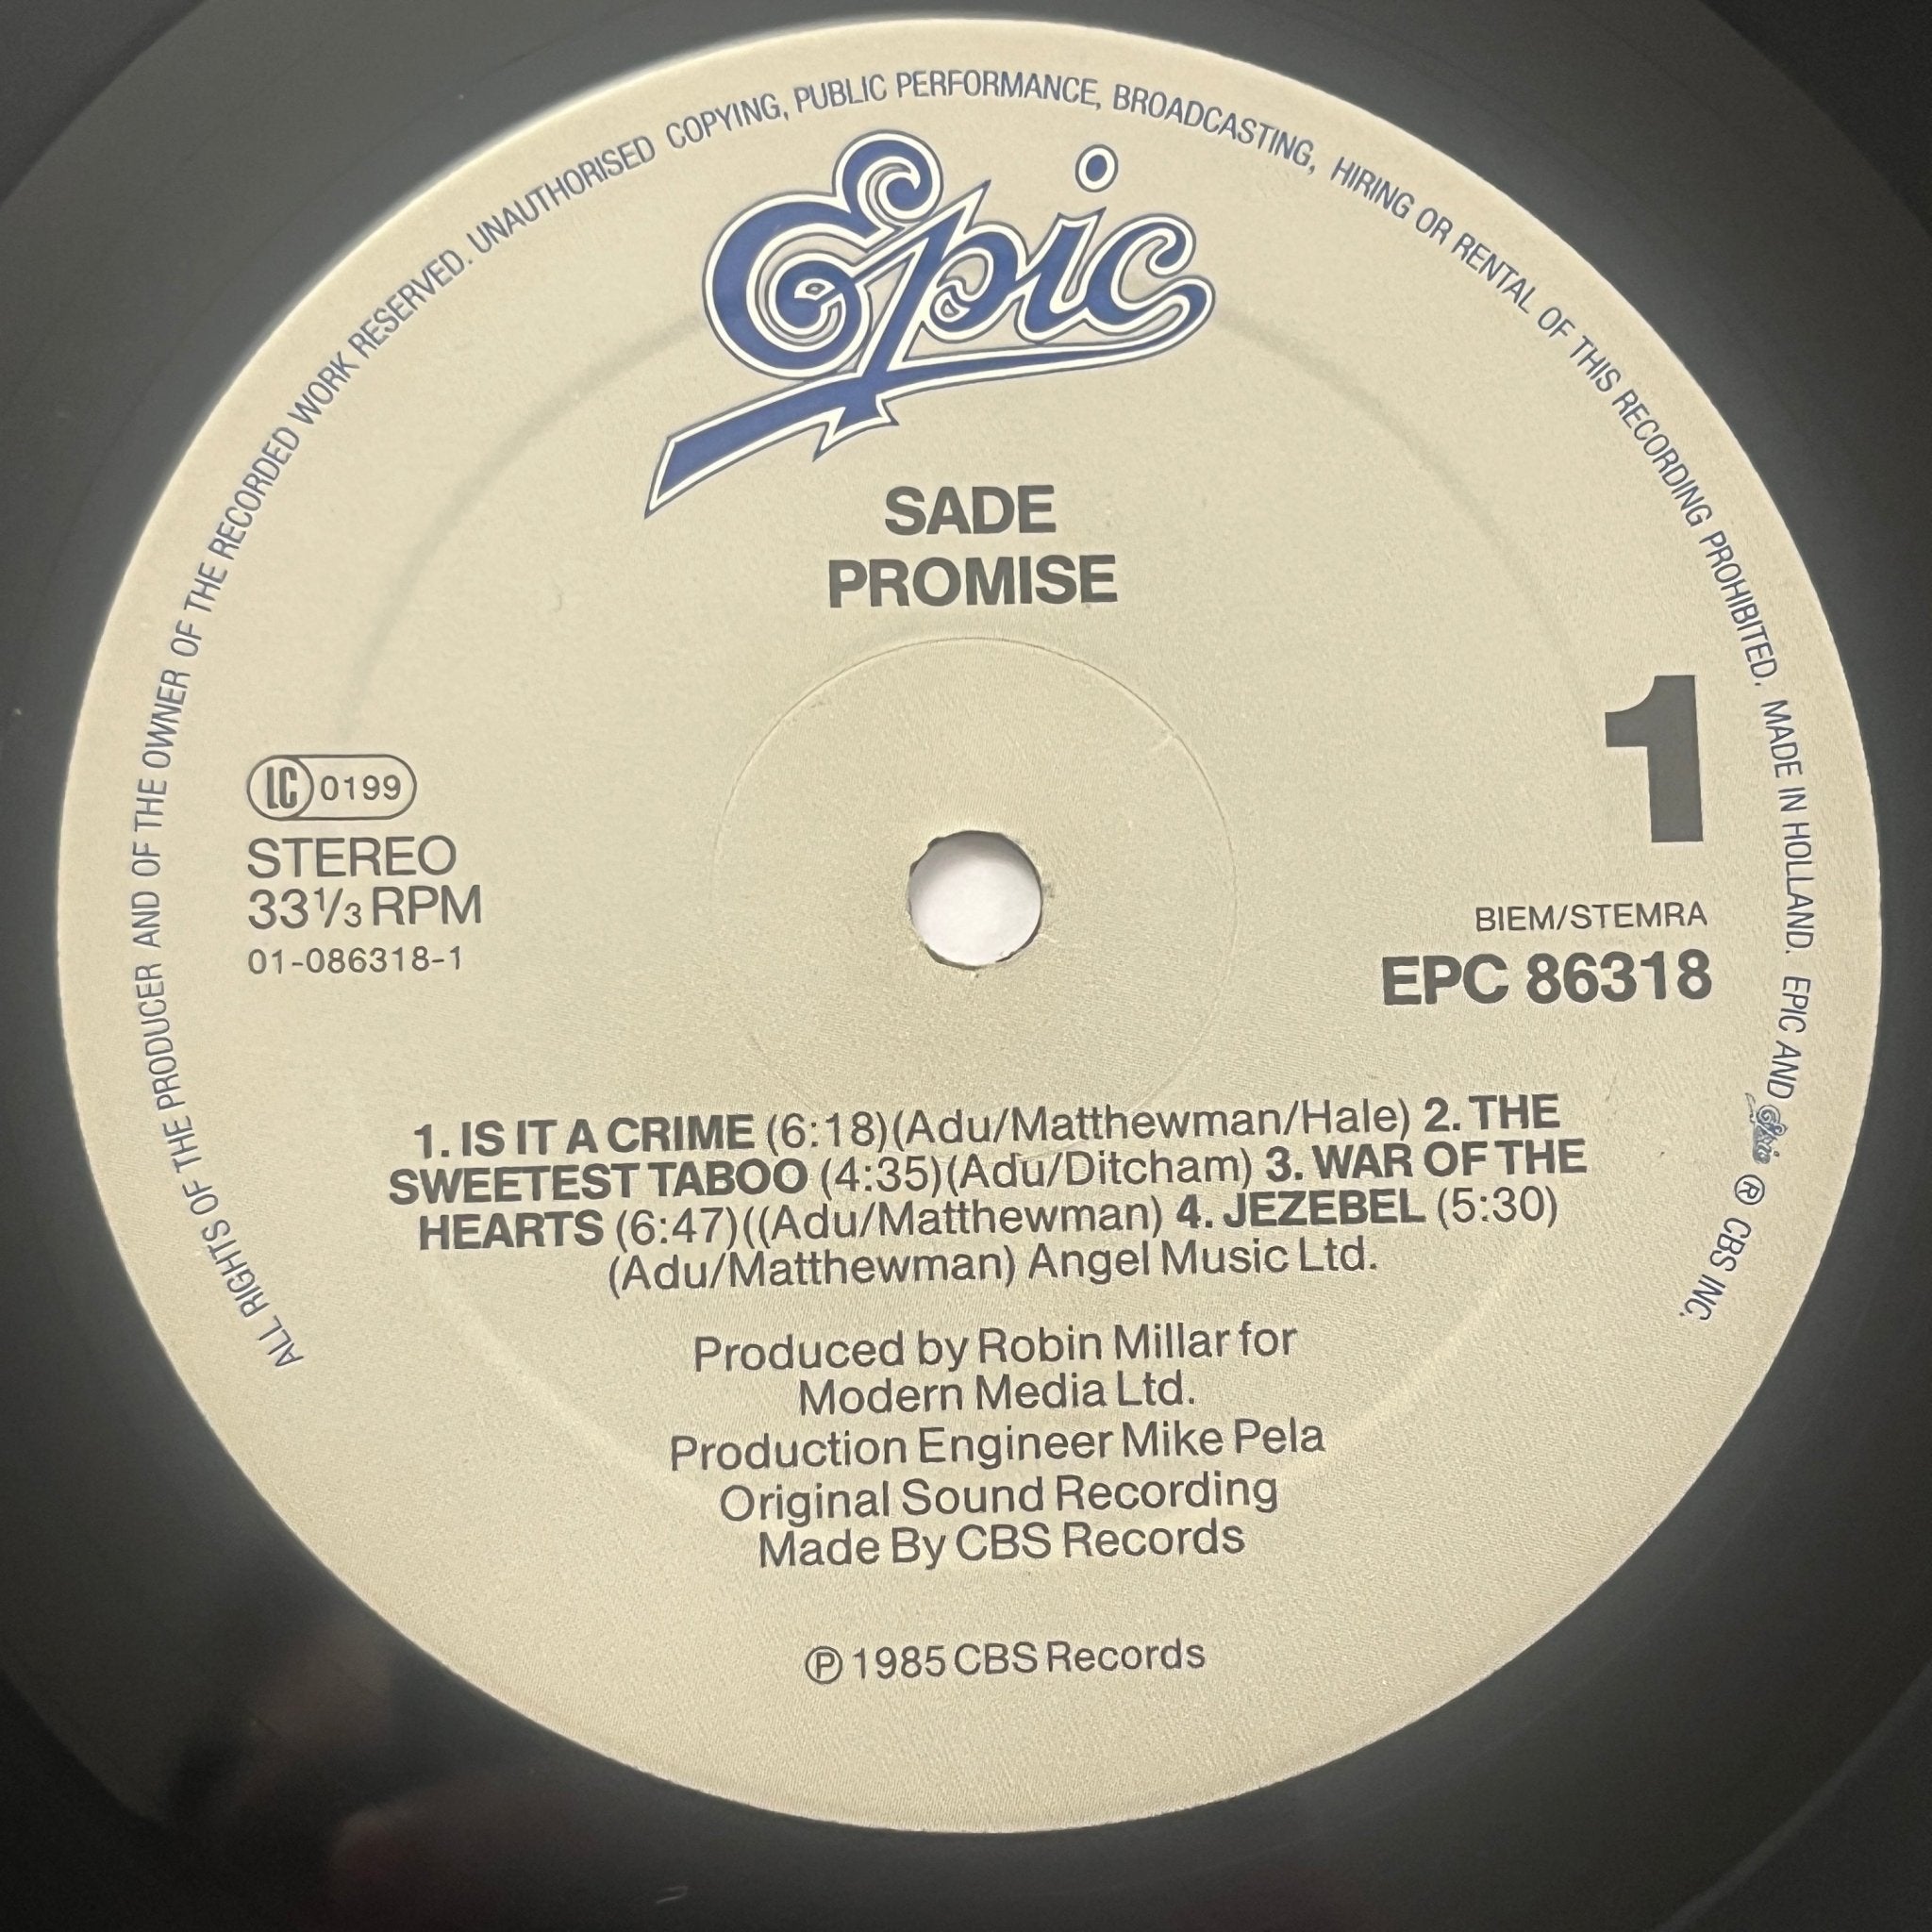 ALL RIGHTS OF THE PRODUCER AND OF THE OWNER OF THE RECORDED WORK RESERVED. UNAUTHORISED COPYING, PUBLIC PERFORMANCE, BROADCASTING, HIRING OR RENTAL OF THIS RECORDING PROHIBITED. MADE IN HOLLAND. EPIC AND Epic ® CBS INC.
Epic
SADE
PROMISE
1
LC 0199
STEREO
33⅓ RPM
01-086318-1
BIEM/STEMRA
EPC 86318
1. IS IT A CRIME (6:18)(Adu/Matthewman/Hale) 2. THE
SWEETEST TABOO (4:35)(Adu/Ditcham) 3. WAR OF THE
HEARTS (6:47)((Adu/Matthewman) 4. JEZEBEL (5:30)
(Adu/Matthewman) Angel Music Ltd.
Produced by Robin Millar for
Modern Media Ltd.
Production Engineer Mike Pela
Original Sound Recording
Made By CBS Records
℗ 1985 CBS Records